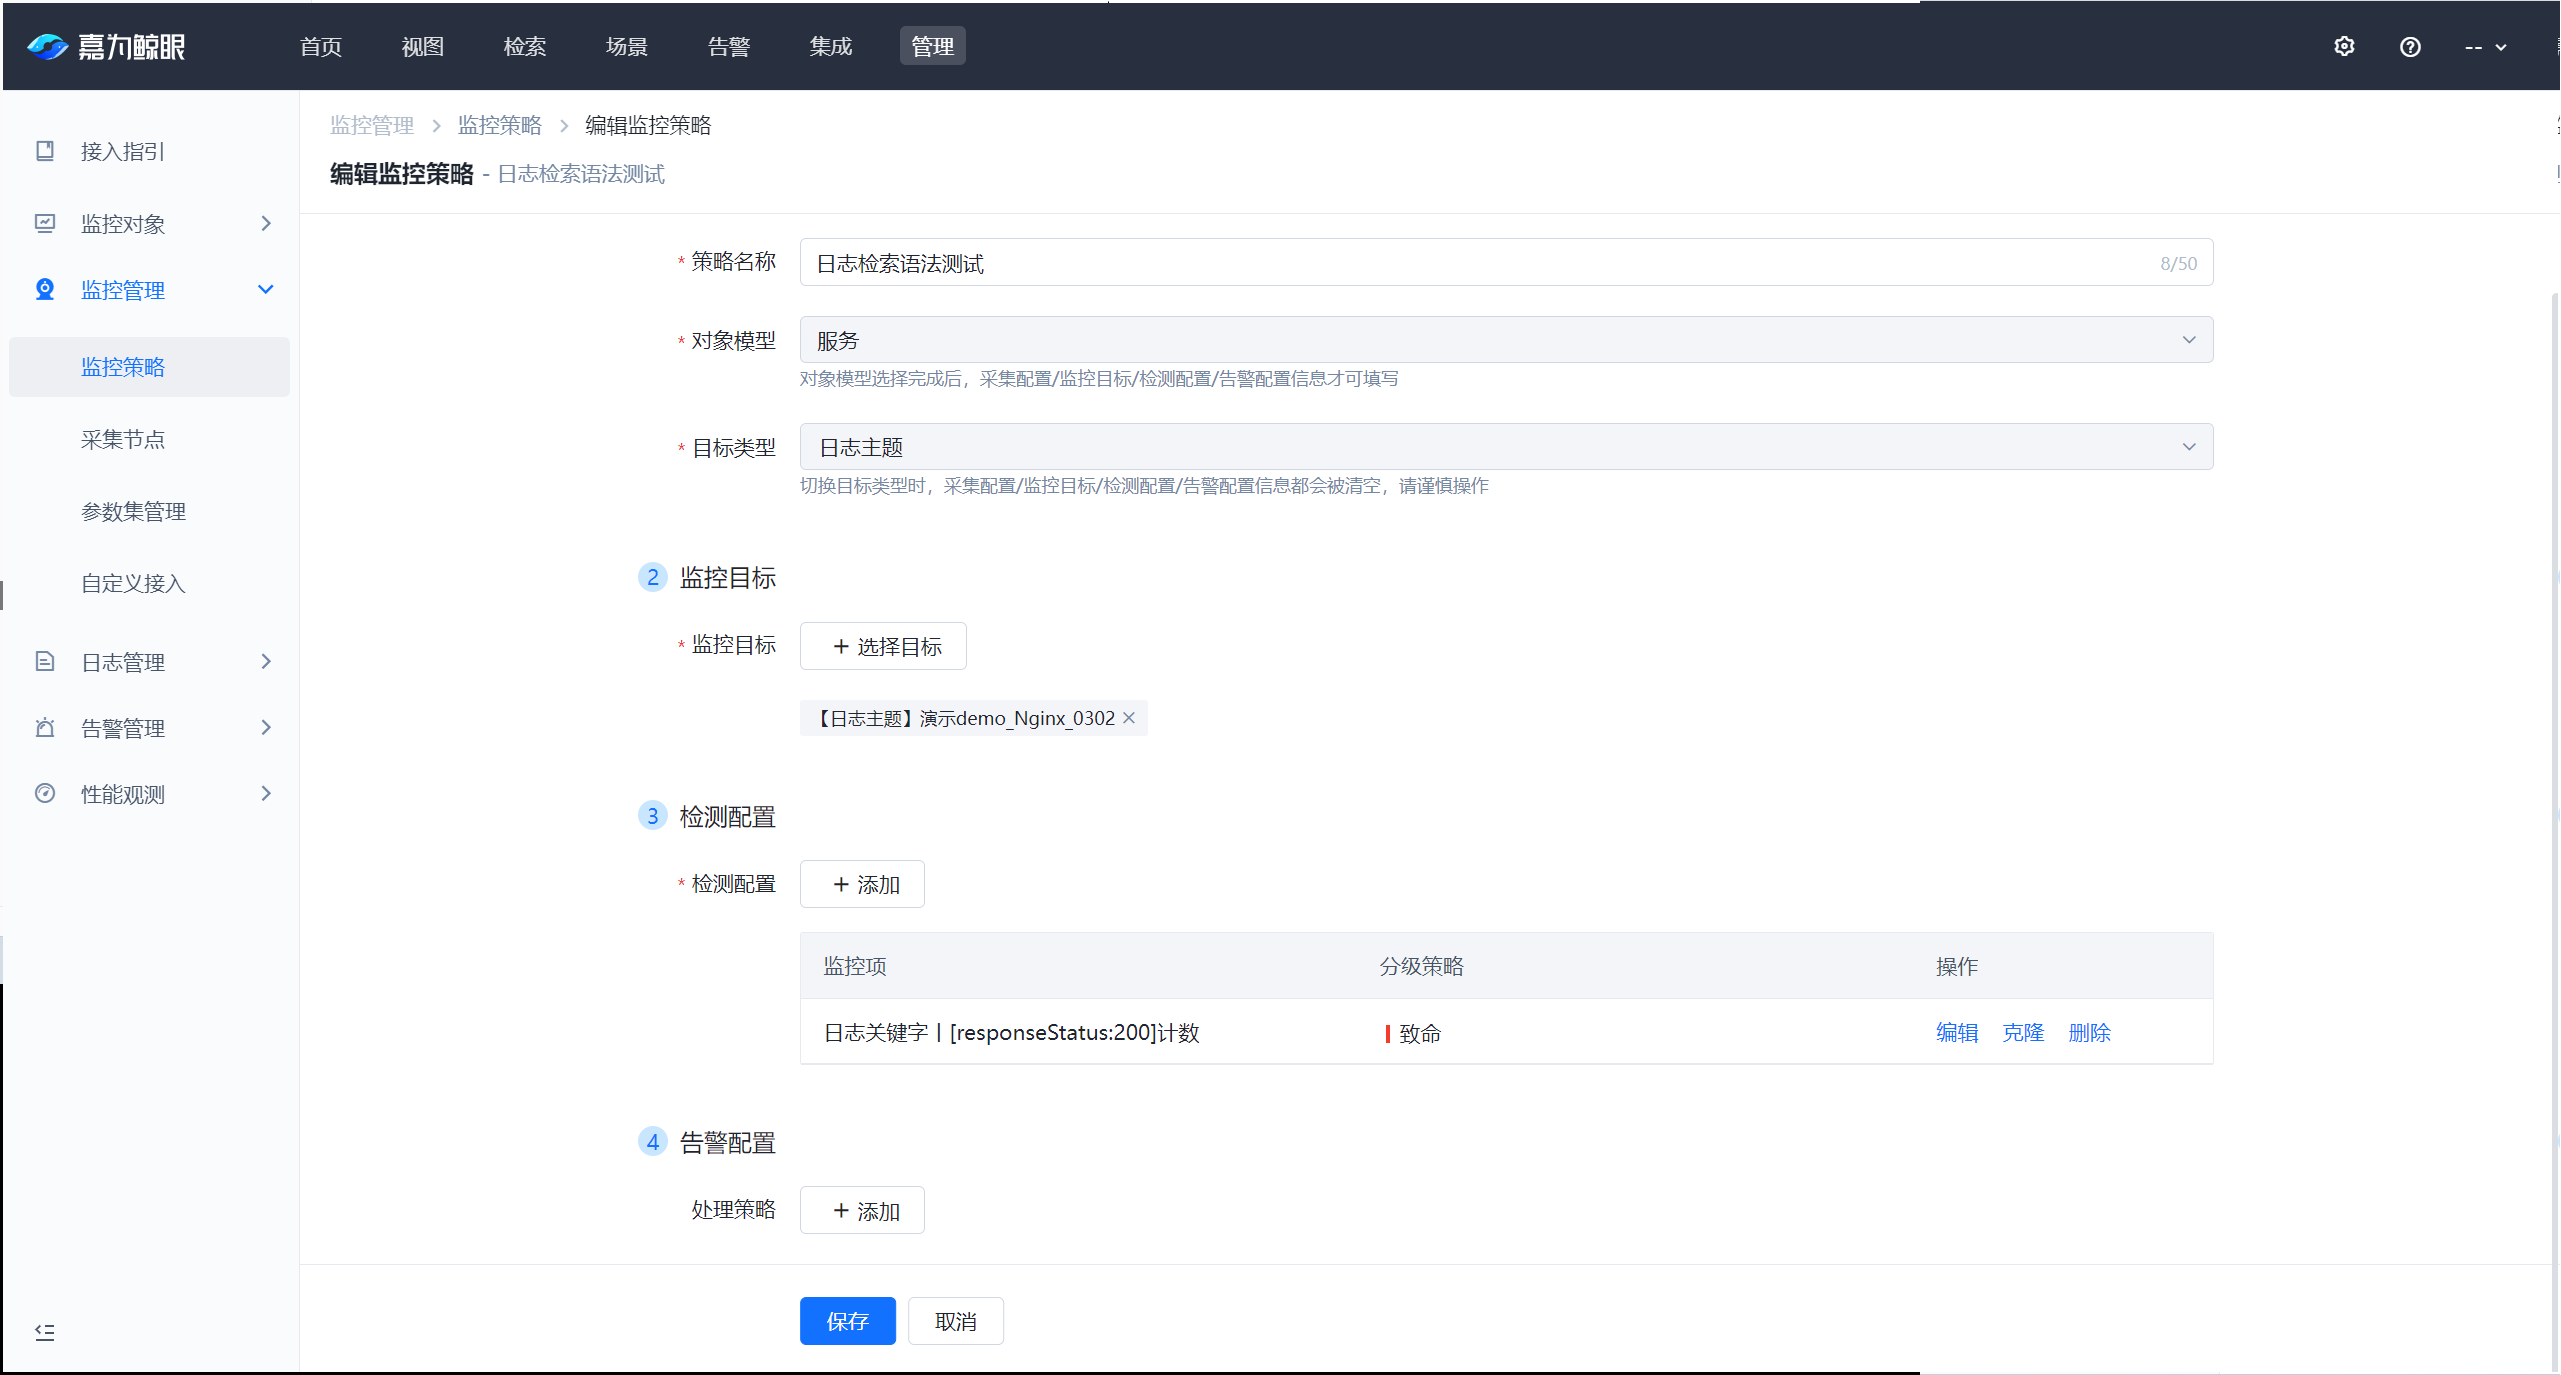 嘉为鲸眼
首页 视图 检索 场景 告警 集成 管理
-- 
接入指引
监控对象
监控管理
监控策略
采集节点
参数集管理
自定义接入
日志管理
告警管理
性能观测
监控管理 > 监控策略 > 编辑监控策略
编辑监控策略 - 日志检索语法测试
* 策略名称 日志检索语法测试 8/50
* 对象模型 服务
对象模型选择完成后，采集配置/监控目标/检测配置/告警配置信息才可填写
* 目标类型 日志主题
切换目标类型时，采集配置/监控目标/检测配置/告警配置信息都会被清空，请谨慎操作
2 监控目标
* 监控目标 + 选择目标
【日志主题】演示demo_Nginx_0302 ×
3 检测配置
* 检测配置 + 添加
监控项 分级策略 操作
日志关键字丨[responseStatus:200]计数 致命 编辑 克隆 删除
4 告警配置
处理策略 + 添加
保存 取消